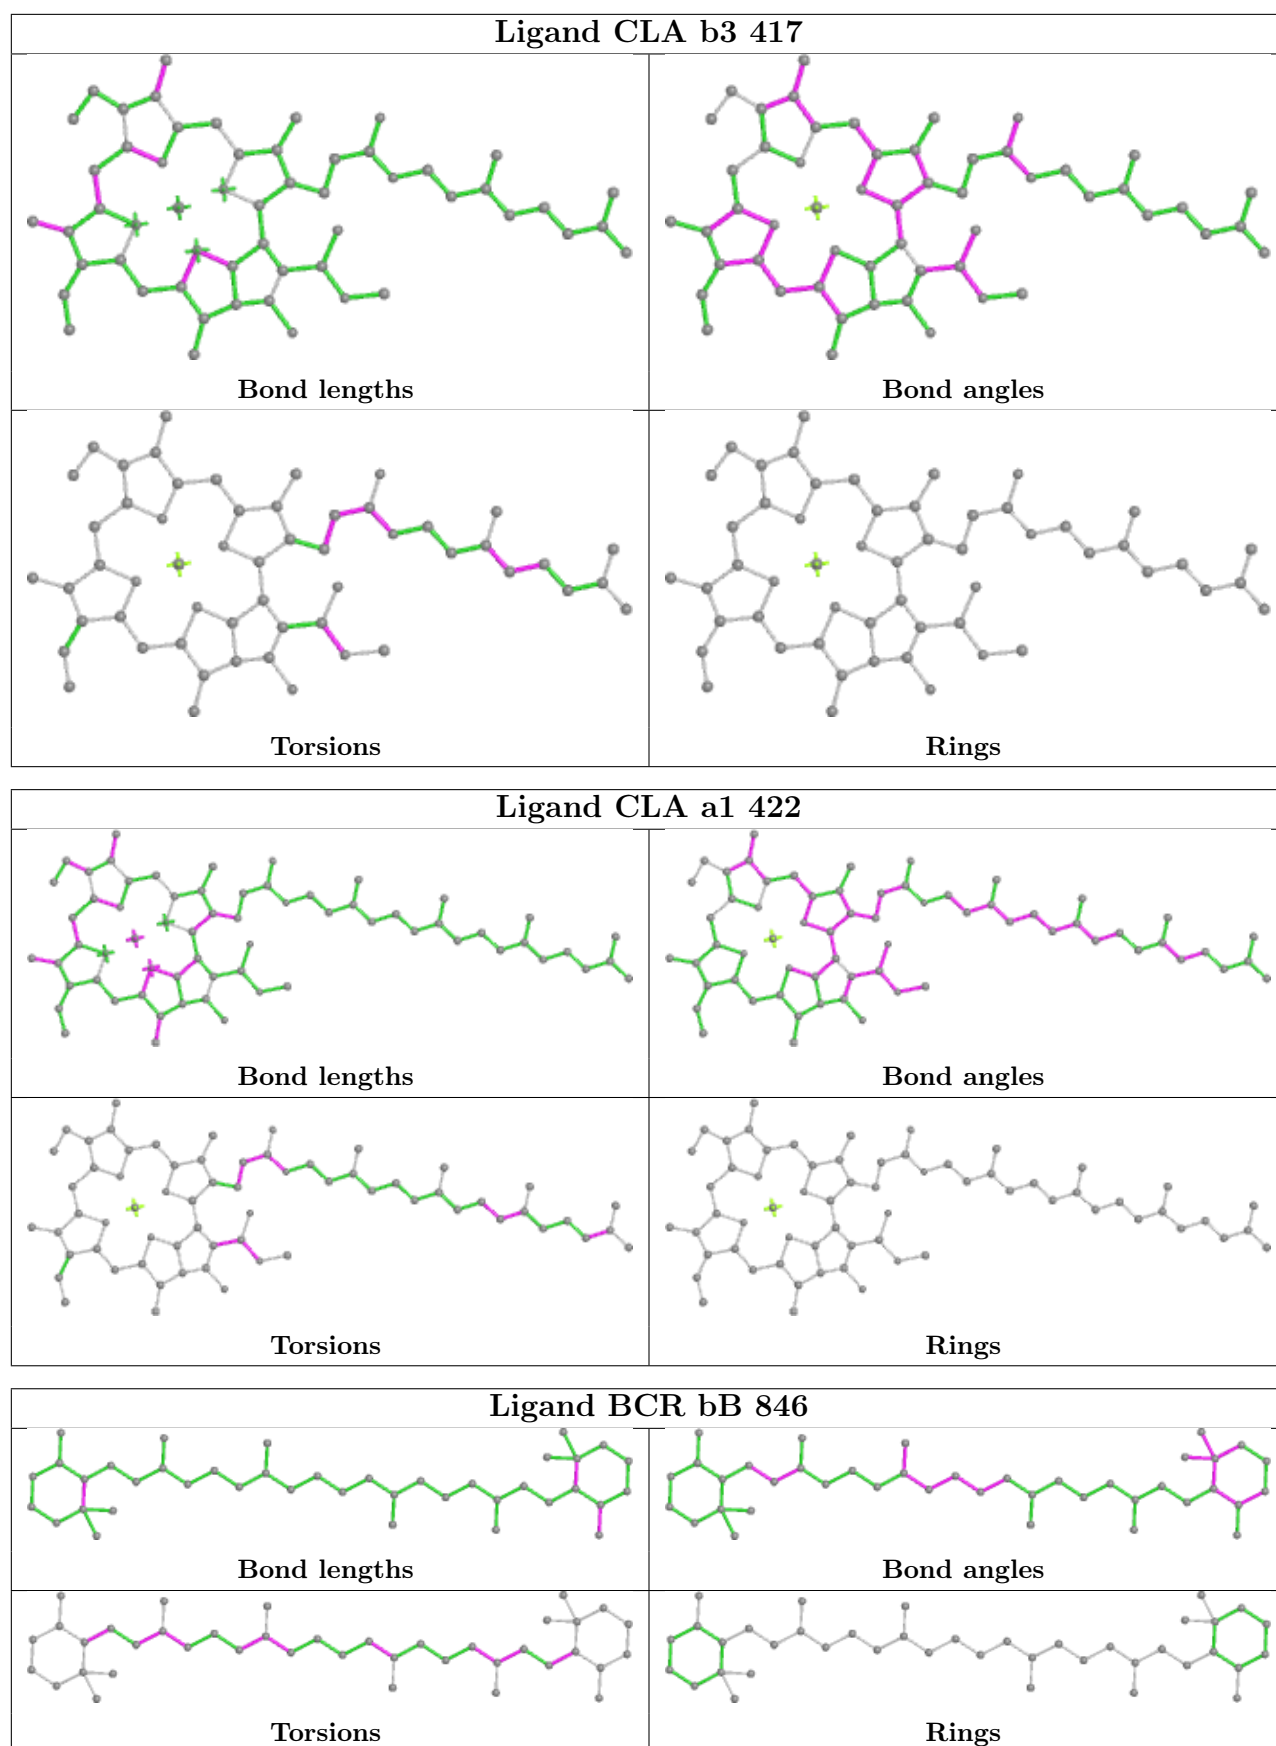 Ligand CLA b3 417
Bond lengths
Bond angles
Torsions
Rings
Ligand CLA a1 422
Bond lengths
Bond angles
Torsions
Rings
Ligand BCR bB 846
Bond lengths
Bond angles
Torsions
Rings